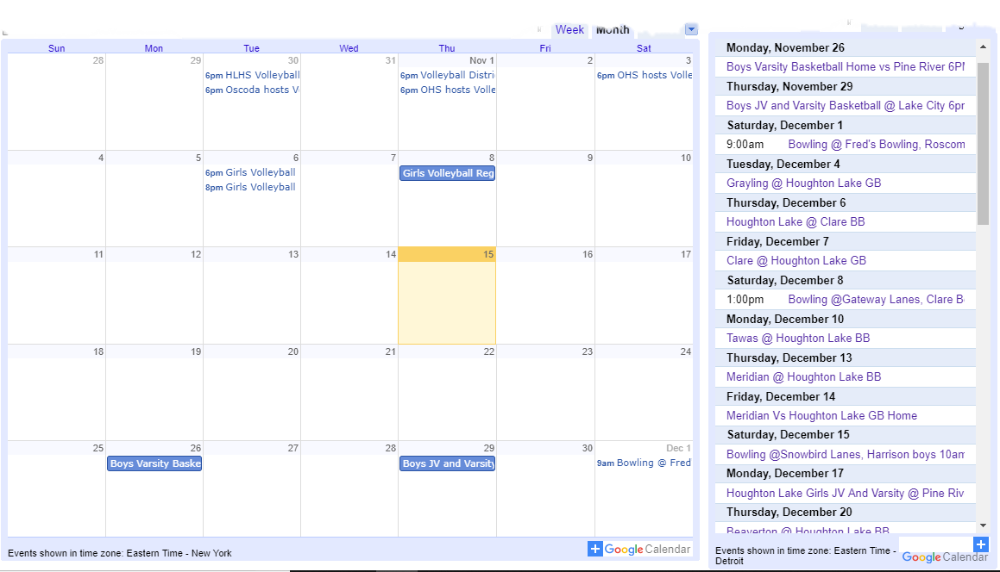 Week Month
Sun Mon Tue Wed Thu Fri Sat
28 29 30 31 Nov 1 2 3
6pm HLHS Volleyball 6pm Volleyball Distri 6pm OHS hosts Volle
6pm Oscoda hosts V 6pm OHS hosts Volle
4 5 6 7 8 9 10
6pm Girls Volleyball Girls Volleyball Reg
8pm Girls Volleyball
11 12 13 14 15 16 17
18 19 20 21 22 23 24
25 26 27 28 29 30 Dec 1
Boys Varsity Baske Boys JV and Varsity 9am Bowling @ Fred'
Events shown in time zone: Eastern Time - New York
Google Calendar
Monday, November 26
Boys Varsity Basketball Home vs Pine River 6PM
Thursday, November 29
Boys JV and Varsity Basketball @ Lake City 6pm
Saturday, December 1
9:00am Bowling @ Fred's Bowling, Roscom
Tuesday, December 4
Grayling @ Houghton Lake GB
Thursday, December 6
Houghton Lake @ Clare BB
Friday, December 7
Clare @ Houghton Lake GB
Saturday, December 8
1:00pm Bowling @Gateway Lanes, Clare B
Monday, December 10
Tawas @ Houghton Lake BB
Thursday, December 13
Meridian @ Houghton Lake BB
Friday, December 14
Meridian Vs Houghton Lake GB Home
Saturday, December 15
Bowling @Snowbird Lanes, Harrison boys 10am
Monday, December 17
Houghton Lake Girls JV And Varsity @ Pine Riv
Thursday, December 20
Beaverton @ Houghton Lake BB
Events shown in time zone: Eastern Time -
Detroit
Google Calendar